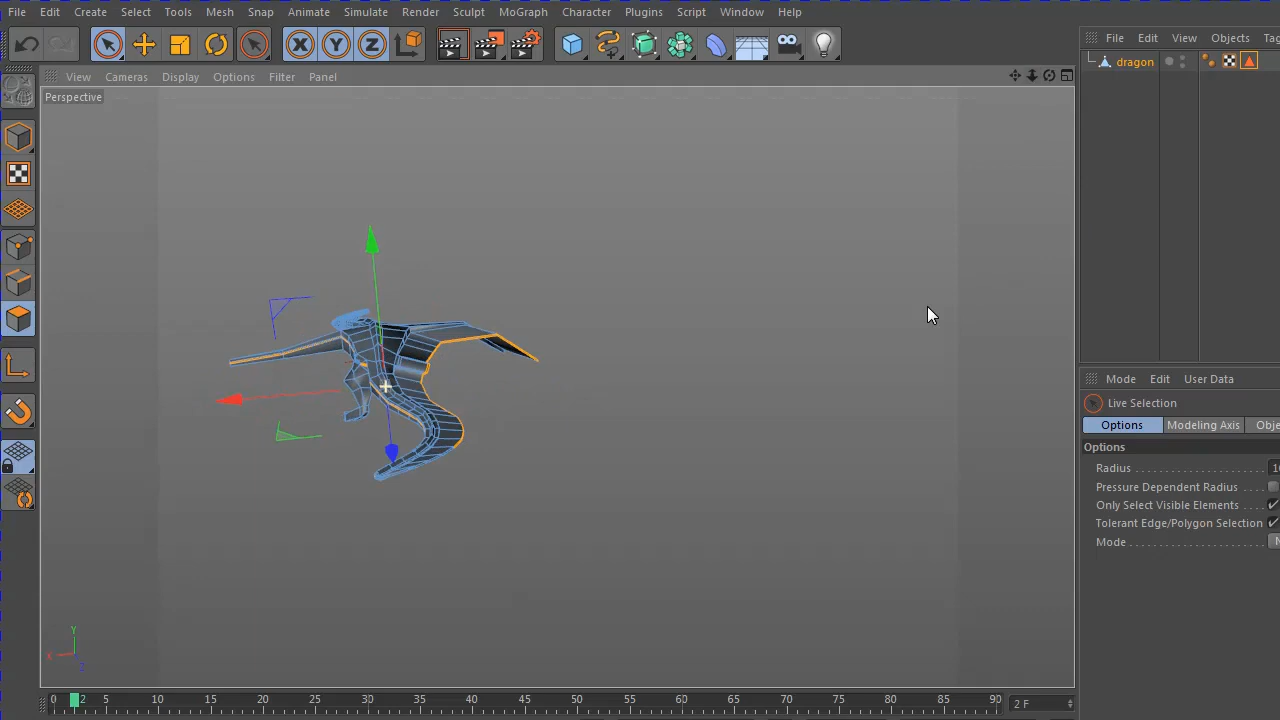 File Edit Create Select Tools Mesh Snap Animate Simulate Render Sculpt MoGraph Character Plugins Script Window Help
X Y Z
File Edit View Objects Tag
dragon
View Cameras Display Options Filter Panel
Perspective
Mode Edit User Data
Live Selection
Options Modeling Axis Obje
Options
Radius 10
Pressure Dependent Radius
Only Select Visible Elements
Tolerant Edge/Polygon Selection
Mode N
Y
X Z
0 2 5 10 15 20 25 30 35 40 45 50 55 60 65 70 75 80 85 90 2 F